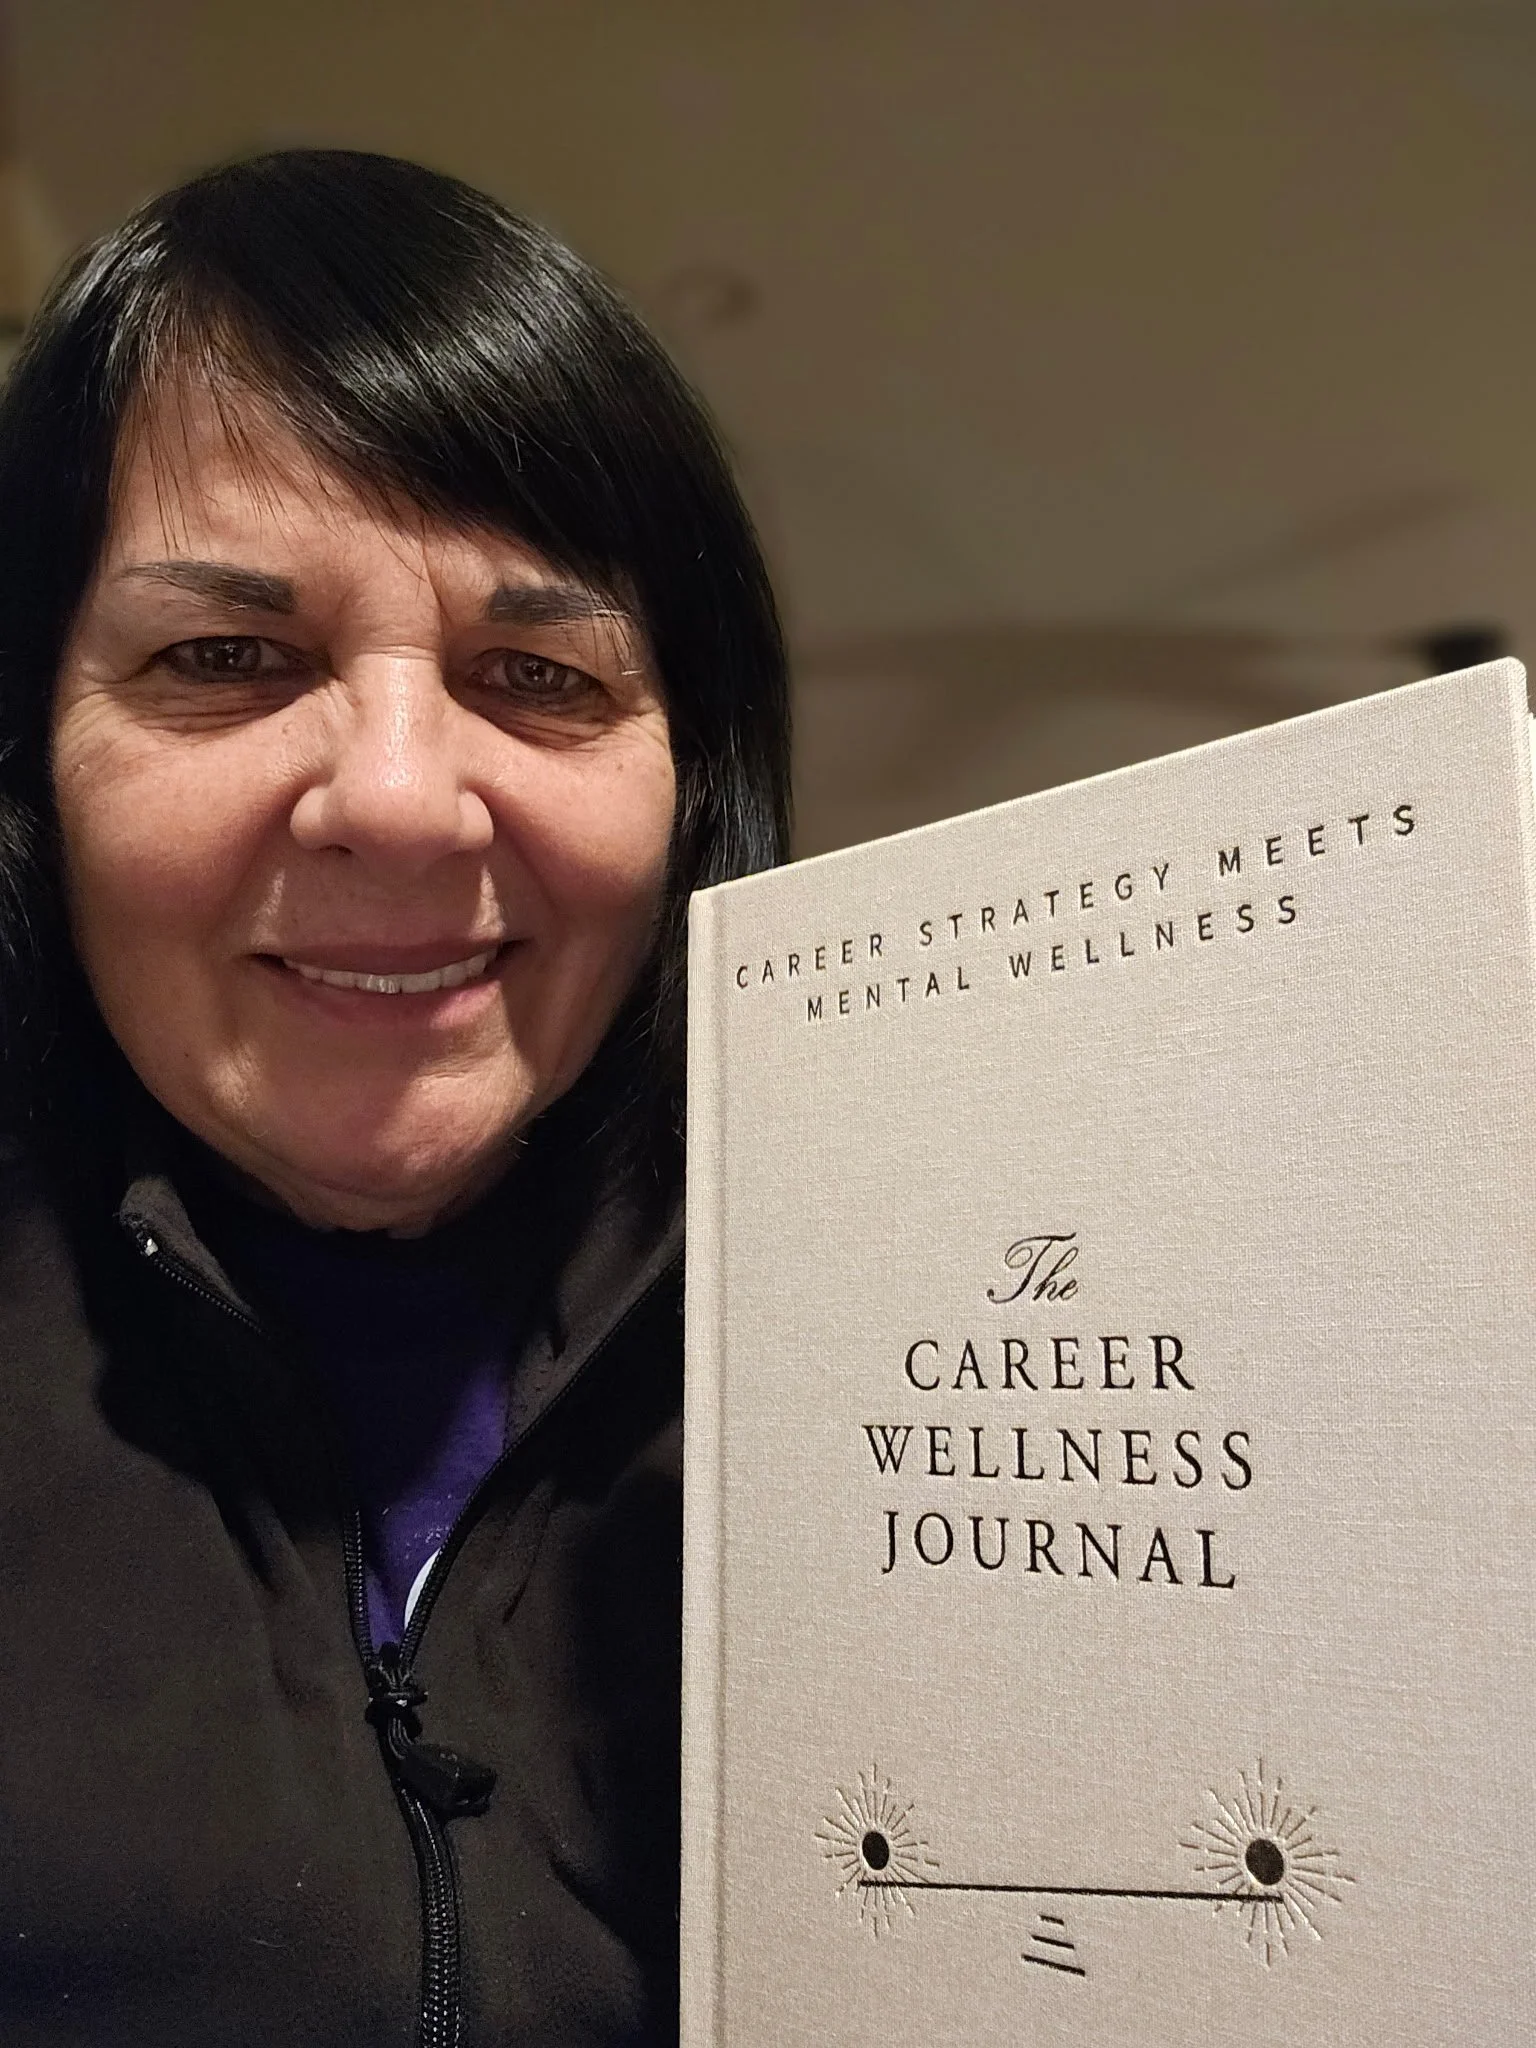 CAREER STRATEGY MEETS
MENTAL WELLNESS
The
CAREER
WELLNESS
JOURNAL